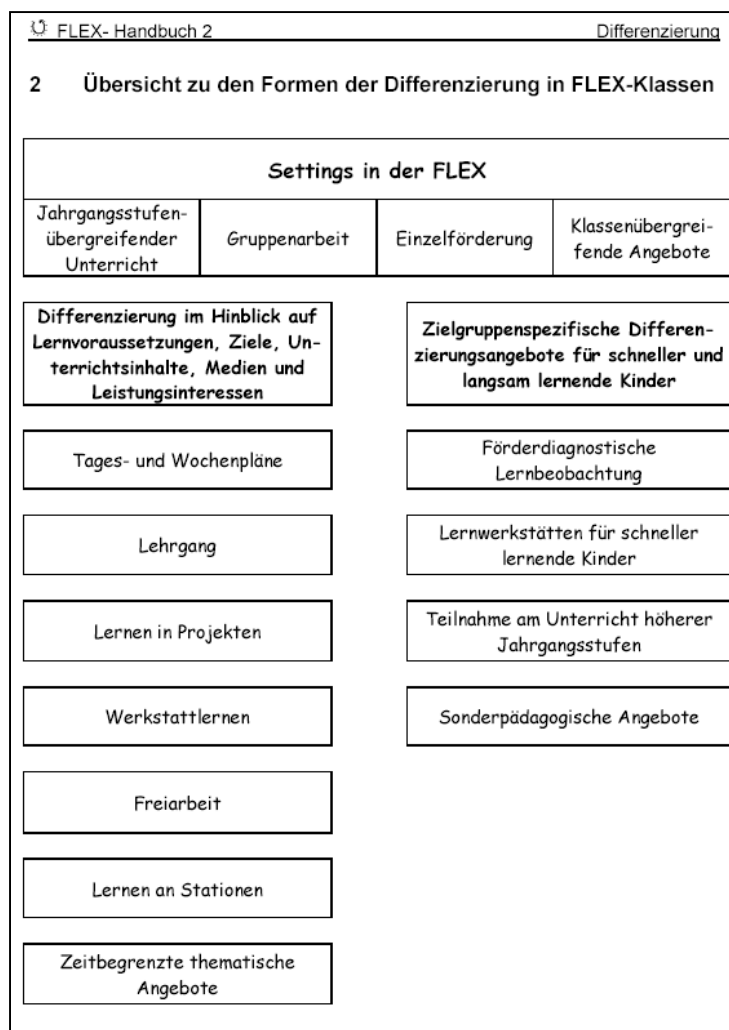 FLEX- Handbuch 2 Differenzierung
2 Übersicht zu den Formen der Differenzierung in FLEX-Klassen
Settings in der FLEX
Jahrgangsstufen-
übergreifender
Unterricht
Gruppenarbeit
Einzelförderung
Klassenübergrei-
fende Angebote
Differenzierung im Hinblick auf
Lernvoraussetzungen, Ziele, Un-
terrichtsinhalte, Medien und
Leistungsinteressen
Tages- und Wochenpläne
Lehrgang
Lernen in Projekten
Werkstattlernen
Freiarbeit
Lernen an Stationen
Zeitbegrenzte thematische
Angebote
Zielgruppenspezifische Differen-
zierungsangebote für schneller und
langsam lernende Kinder
Förderdiagnostische
Lernbeobachtung
Lernwerkstätten für schneller
lernende Kinder
Teilnahme am Unterricht höherer
Jahrgangsstufen
Sonderpädagogische Angebote